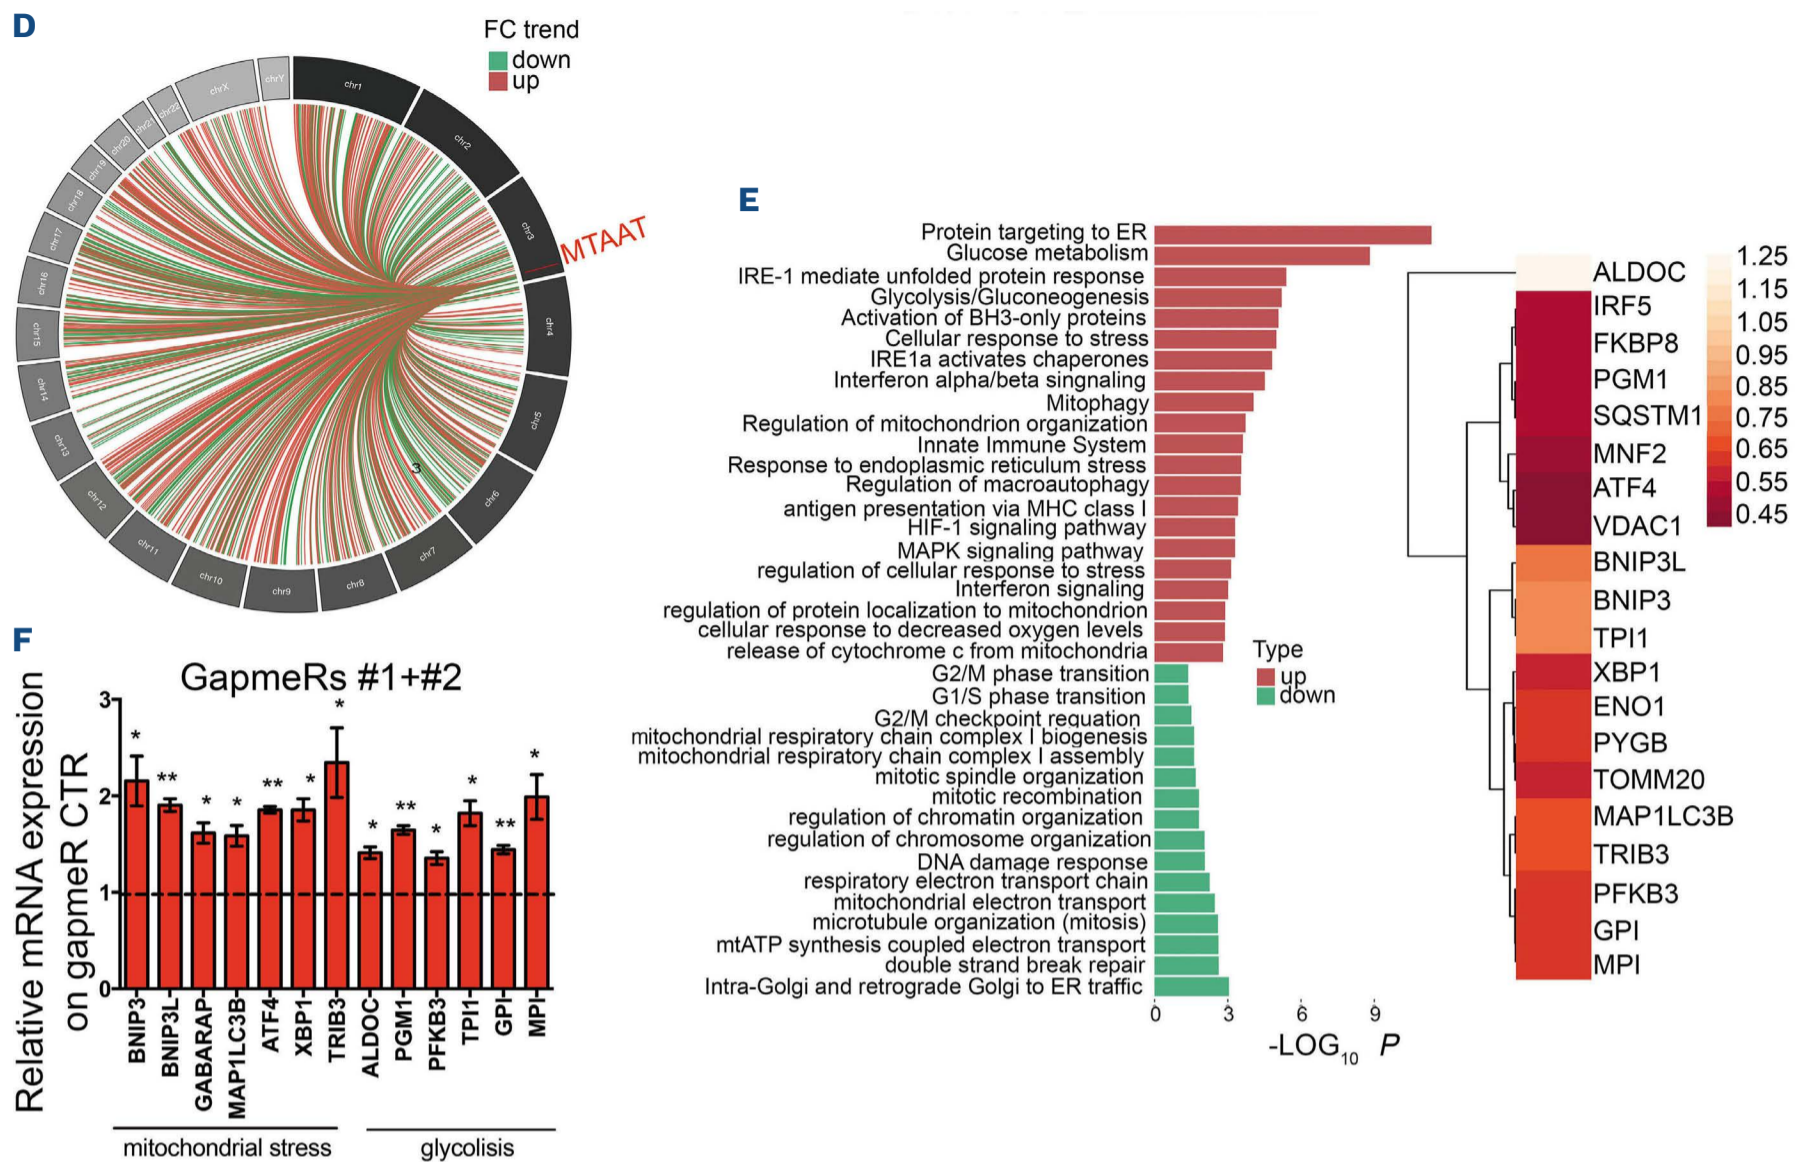 D
FC trend
down
up
chr1
chr2
chr3
chr4
chr5
chr6
chr7
chr8
chr9
chr10
chr11
chr12
chr13
chr14
chr15
chr16
chr17
chr18
chr19
chr20
chr21
chr22
chrX
chrY
MTAAT
3
E
Protein targeting to ER
Glucose metabolism
IRE-1 mediate unfolded protein response
Glycolysis/Gluconeogenesis
Activation of BH3-only proteins
Cellular response to stress
IRE1a activates chaperones
Interferon alpha/beta singnaling
Mitophagy
Regulation of mitochondrion organization
Innate Immune System
Response to endoplasmic reticulum stress
Regulation of macroautophagy
antigen presentation via MHC class I
HIF-1 signaling pathway
MAPK signaling pathway
regulation of cellular response to stress
Interferon signaling
regulation of protein localization to mitochondrion
cellular response to decreased oxygen levels
release of cytochrome c from mitochondria
G2/M phase transition
G1/S phase transition
G2/M checkpoint reguation
mitochondrial respiratory chain complex I biogenesis
mitochondrial respiratory chain complex I assembly
mitotic spindle organization
mitotic recombination
regulation of chromatin organization
regulation of chromosome organization
DNA damage response
respiratory electron transport chain
mitochondrial electron transport
microtubule organization (mitosis)
mtATP synthesis coupled electron transport
double strand break repair
Intra-Golgi and retrograde Golgi to ER traffic
0 3 6 9
-LOG10 P
Type
up
down
ALDOC
IRF5
FKBP8
PGM1
SQSTM1
MNF2
ATF4
VDAC1
BNIP3L
BNIP3
TPI1
XBP1
ENO1
PYGB
TOMM20
MAP1LC3B
TRIB3
PFKB3
GPI
MPI
1.25
1.15
1.05
0.95
0.85
0.75
0.65
0.55
0.45
F
GapmeRs #1+#2
Relative mRNA expression
on gapmeR CTR
3
2
1
0
* ** * * ** * * * ** * * ** *
BNIP3
BNIP3L
GABARAP
MAP1LC3B
ATF4
XBP1
TRIB3
ALDOC
PGM1
PFKB3
TPI1
GPI
MPI
mitochondrial stress
glycolisis